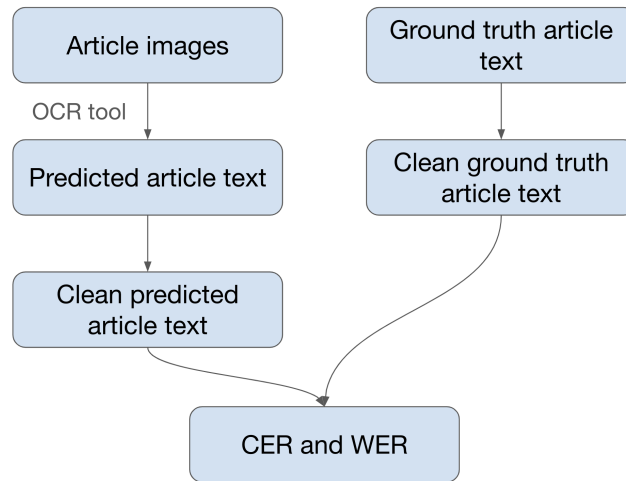 Article images
Ground truth article
text
OCR tool
Predicted article text
Clean ground truth
article text
Clean predicted
article text
CER and WER